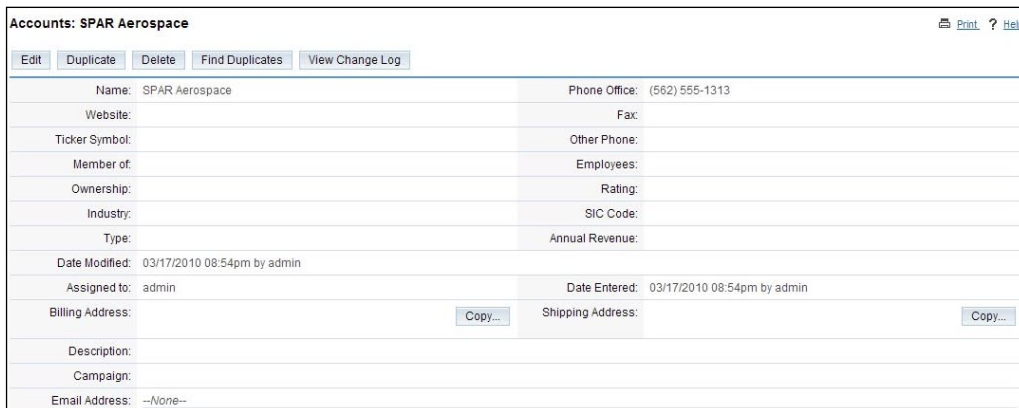 Accounts: SPAR Aerospace
Print ? Hel
Edit Duplicate Delete Find Duplicates View Change Log
Name: SPAR Aerospace Phone Office: (562) 555-1313
Website: Fax:
Ticker Symbol: Other Phone:
Member of: Employees:
Ownership: Rating:
Industry: SIC Code:
Type: Annual Revenue:
Date Modified: 03/17/2010 08:54pm by admin
Assigned to: admin Date Entered: 03/17/2010 08:54pm by admin
Billing Address: Copy... Shipping Address: Copy...
Description:
Campaign:
Email Address: --None--